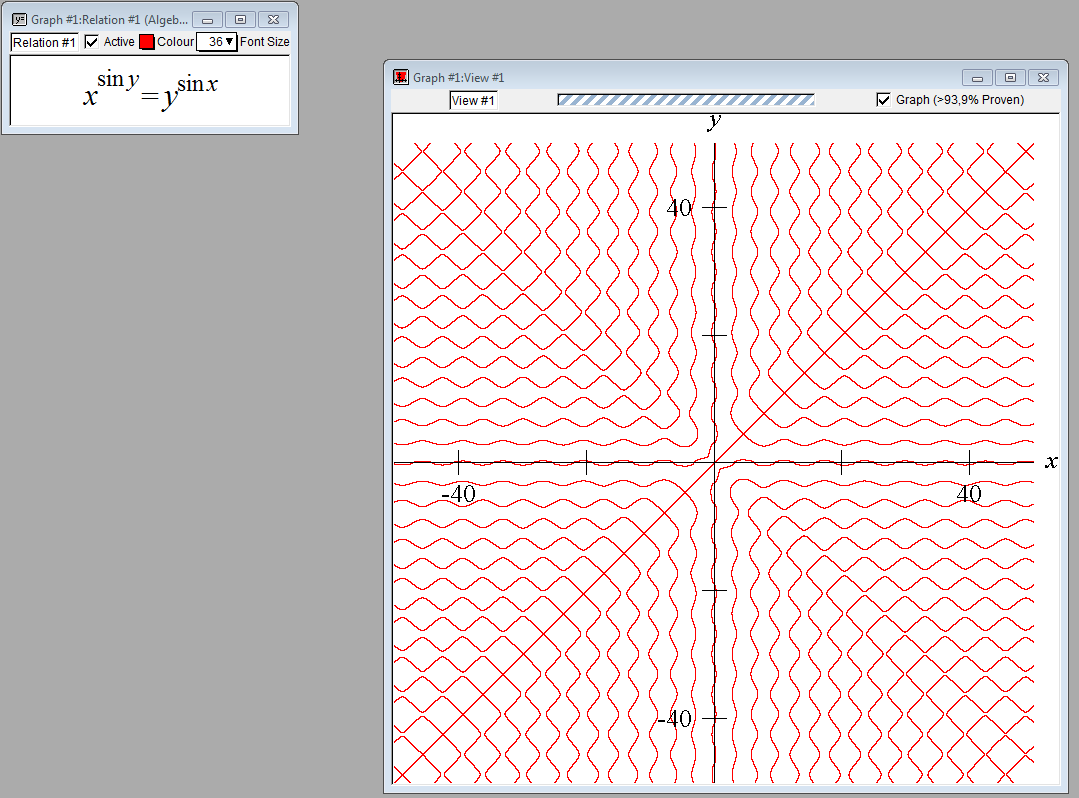 Graph #1:Relation #1 (Algeb...
Relation #1 Active Colour 36 Font Size
x^sin y = y^sin x
Graph #1:View #1
View #1 Graph (>93,9% Proven)
y
40
x
-40 40
-40